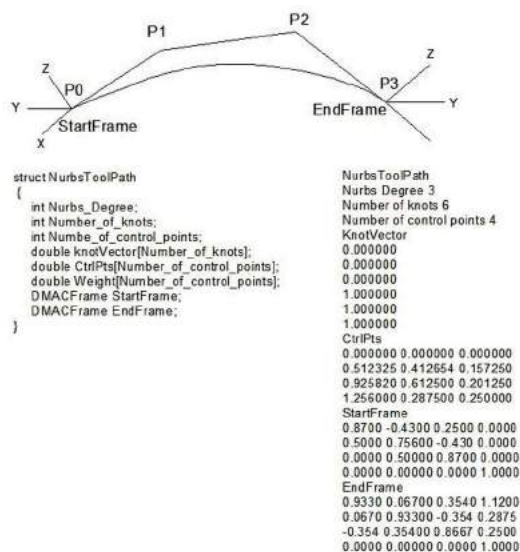 P1
P2
Z
P0
Y
X
StartFrame
Z
P3
Y
EndFrame
struct NurbsToolPath
{
int Nurbs_Degree;
int Number_of_knots;
int Numbe_of_control_points;
double knotVector[Number_of_knots];
double CtrlPts[Number_of_control_points];
double Weight[Number_of_control_points];
DMACFrame StartFrame;
DMACFrame EndFrame;
}
NurbsToolPath
Nurbs Degree 3
Number of knots 6
Number of control points 4
KnotVector
0.000000
0.000000
0.000000
1.000000
1.000000
1.000000
CtrlPts
0.000000 0.000000 0.000000
0.512325 0.412654 0.157250
0.925820 0.612500 0.201250
1.256000 0.287500 0.250000
StartFrame
0.8700 -0.4300 0.2500 0.0000
0.5000 0.75600 -0.430 0.0000
0.0000 0.50000 0.8700 0.0000
0.0000 0.00000 0.0000 1.0000
EndFrame
0.9330 0.06700 0.3540 1.1200
0.0670 0.93300 -0.354 0.2875
-0.354 0.35400 0.8667 0.2500
0.0000 0.00000 0.0000 1.0000